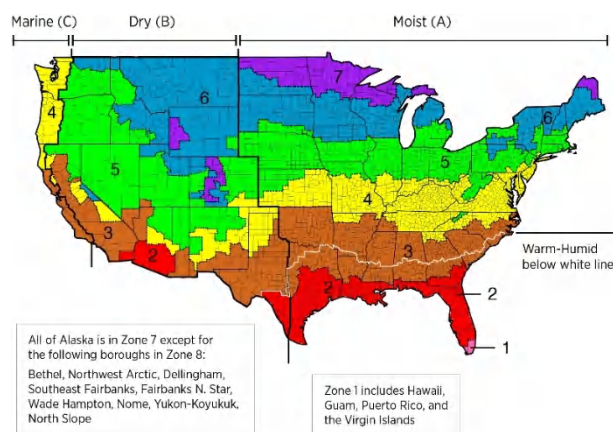 Marine (C) Dry (B) Moist (A)
7
6
6
4
5
5
4
3
3
2
2
Warm-Humid
below white line
2
1
All of Alaska is in Zone 7 except for
the following boroughs in Zone 8:
Bethel, Northwest Arctic, Dellingham,
Southeast Fairbanks, Fairbanks N. Star,
Wade Hampton, Nome, Yukon-Koyukuk,
North Slope
Zone 1 includes Hawaii,
Guam, Puerto Rico, and
the Virgin Islands